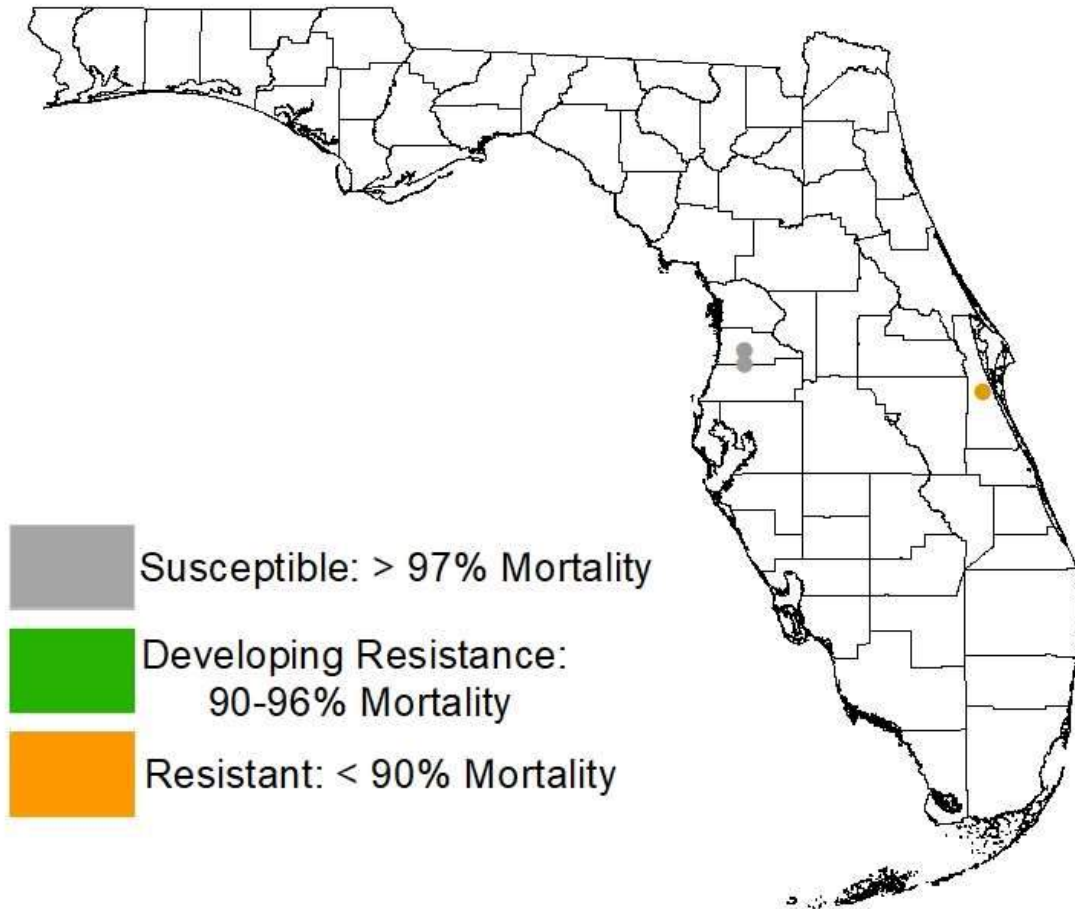 Susceptible: > 97% Mortality
Developing Resistance:
90-96% Mortality
Resistant: < 90% Mortality